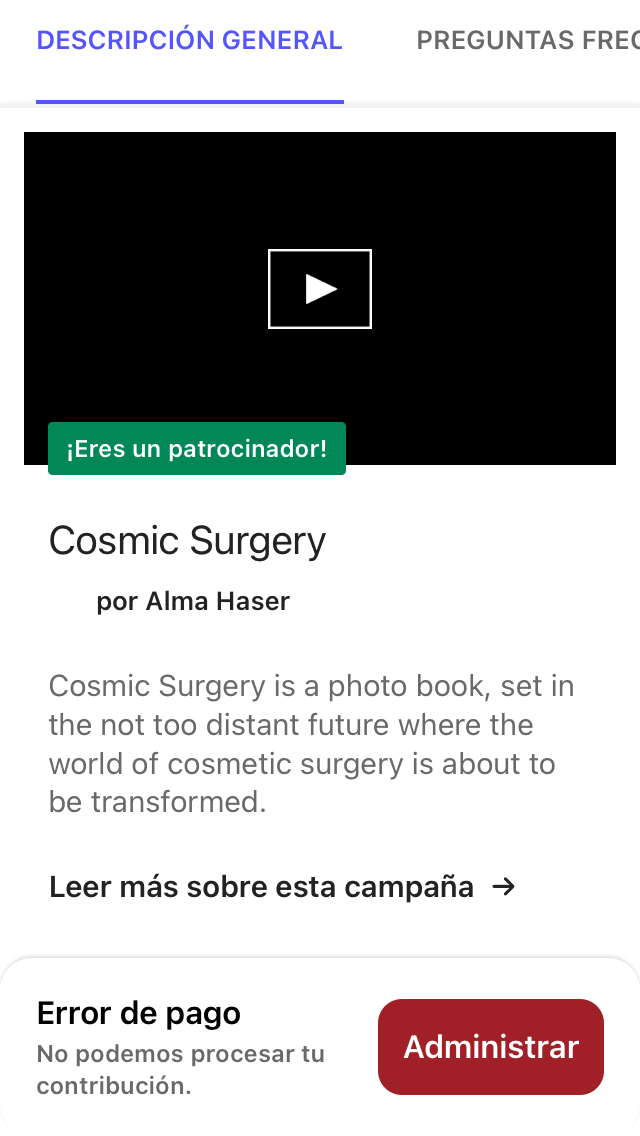 DESCRIPCIÓN GENERAL
PREGUNTAS
¡Eres un patrocinador!
Cosmic Surgery
por Alma Haser
Cosmic Surgery is a photo book, set in
the not too distant future where the
world of cosmetic surgery is about to
be transformed.
Leer más sobre esta campaña →
Error de pago
No podemos procesar tu
contribución.
Administrar